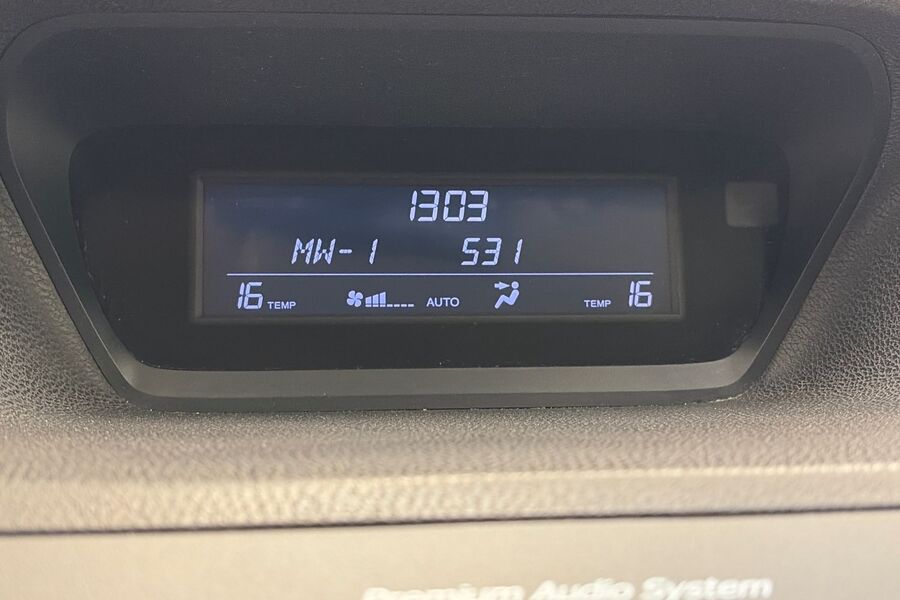 1303
MW-1 531
16 TEMP AUTO TEMP 16
Premium Audio System